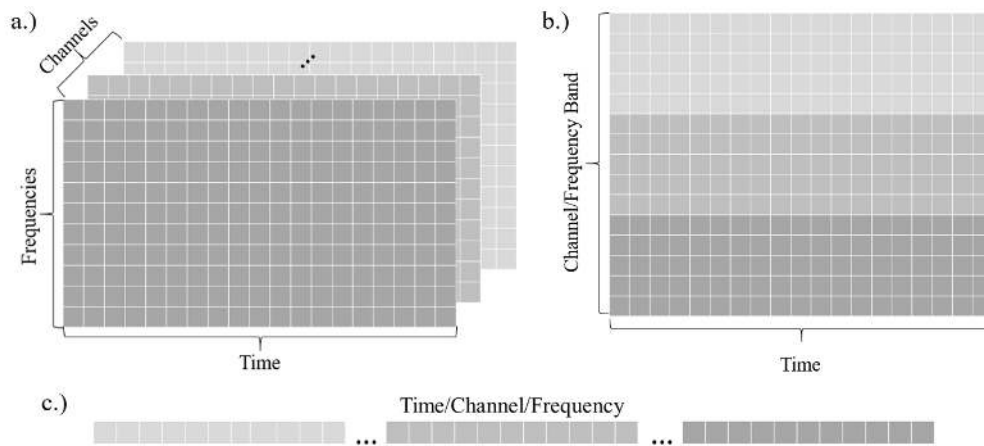 a.)
Channels
Frequencies
Time
b.)
Channel/Frequency Band
Time
c.)
Time/Channel/Frequency
... ...